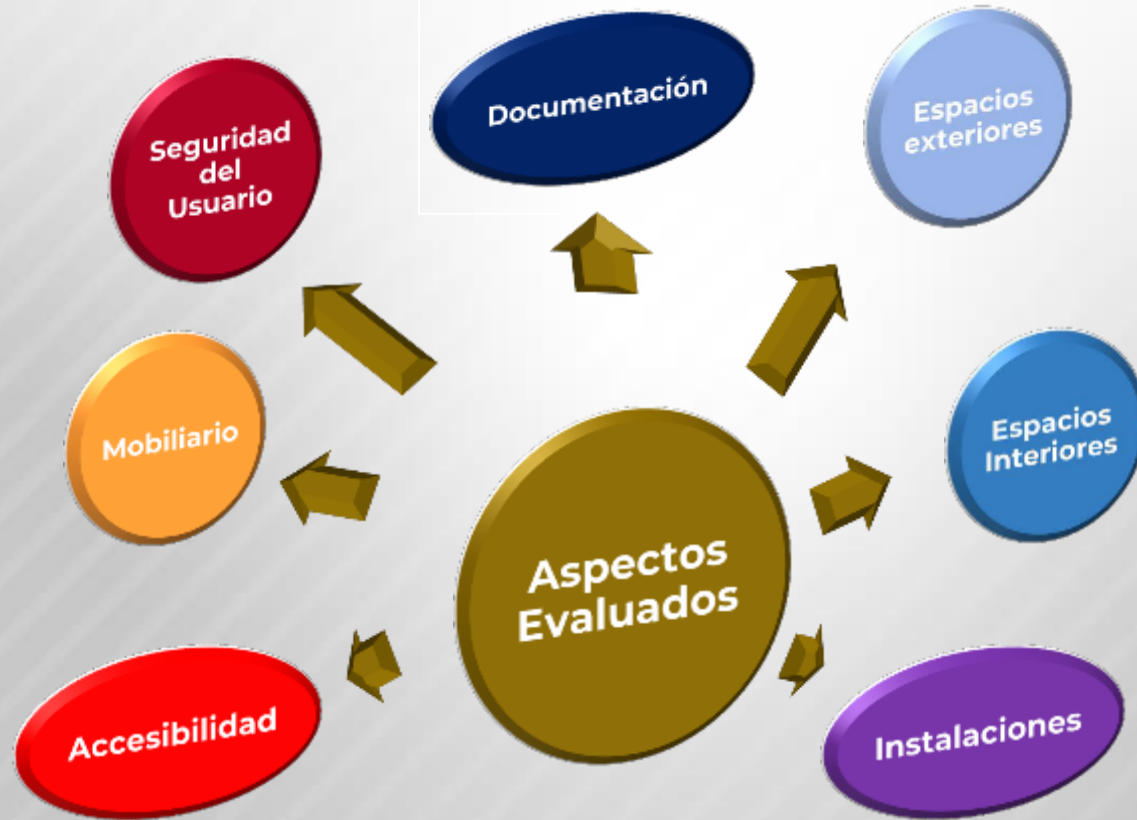 Documentación
Espacios
exteriores
Seguridad
del
Usuario
Mobiliario
Espacios
Interiores
Aspectos
Evaluados
Accesibilidad
Instalaciones